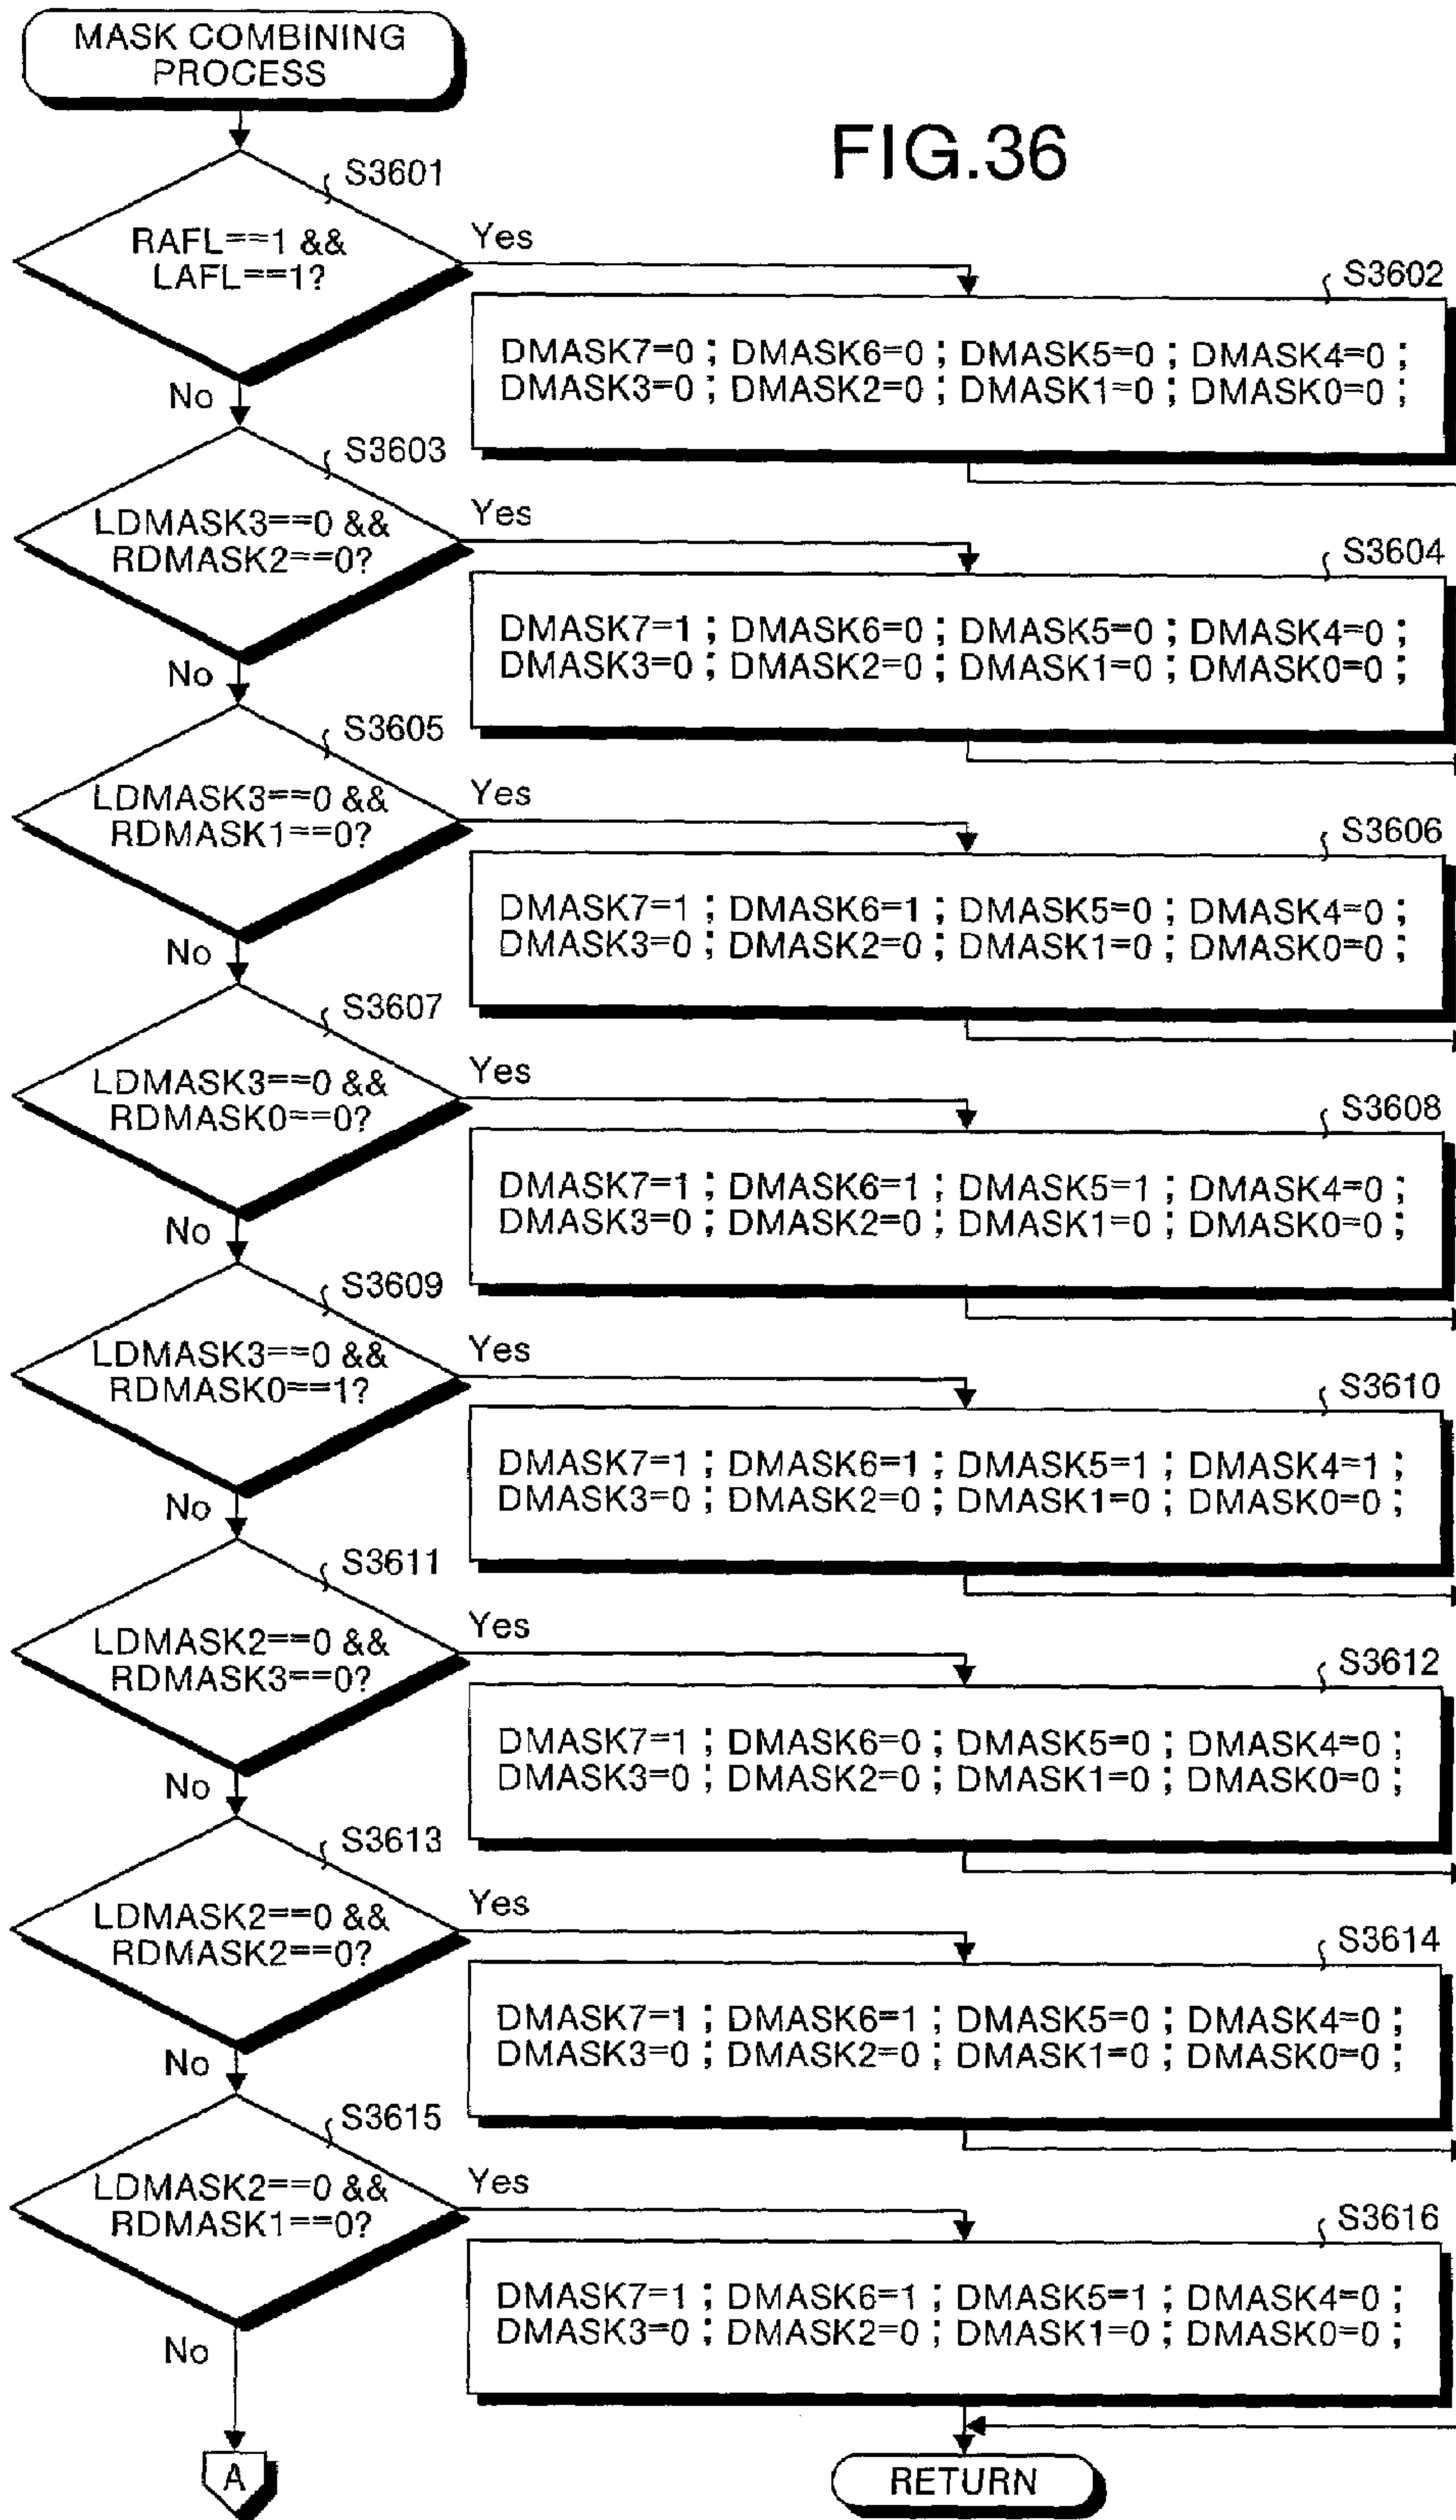 MASK COMBINING
PROCESS
FIG.36
S3601
RAFL==1 &&
LAFL==1?
Yes
No
S3602
DMASK7=0 ; DMASK6=0 ; DMASK5=0 ; DMASK4=0 ;
DMASK3=0 ; DMASK2=0 ; DMASK1=0 ; DMASK0=0 ;
S3603
LDMASK3==0 &&
RDMASK2==0?
Yes
No
S3604
DMASK7=1 ; DMASK6=0 ; DMASK5=0 ; DMASK4=0 ;
DMASK3=0 ; DMASK2=0 ; DMASK1=0 ; DMASK0=0 ;
S3605
LDMASK3==0 &&
RDMASK1==0?
Yes
No
S3606
DMASK7=1 ; DMASK6=1 ; DMASK5=0 ; DMASK4=0 ;
DMASK3=0 ; DMASK2=0 ; DMASK1=0 ; DMASK0=0 ;
S3607
LDMASK3==0 &&
RDMASK0==0?
Yes
No
S3608
DMASK7=1 ; DMASK6=1 ; DMASK5=1 ; DMASK4=0 ;
DMASK3=0 ; DMASK2=0 ; DMASK1=0 ; DMASK0=0 ;
S3609
LDMASK3==0 &&
RDMASK0==1?
Yes
No
S3610
DMASK7=1 ; DMASK6=1 ; DMASK5=1 ; DMASK4=1 ;
DMASK3=0 ; DMASK2=0 ; DMASK1=0 ; DMASK0=0 ;
S3611
LDMASK2==0 &&
RDMASK3==0?
Yes
No
S3612
DMASK7=1 ; DMASK6=0 ; DMASK5=0 ; DMASK4=0 ;
DMASK3=0 ; DMASK2=0 ; DMASK1=0 ; DMASK0=0 ;
S3613
LDMASK2==0 &&
RDMASK2==0?
Yes
No
S3614
DMASK7=1 ; DMASK6=1 ; DMASK5=0 ; DMASK4=0 ;
DMASK3=0 ; DMASK2=0 ; DMASK1=0 ; DMASK0=0 ;
S3615
LDMASK2==0 &&
RDMASK1==0?
Yes
No
S3616
DMASK7=1 ; DMASK6=1 ; DMASK5=1 ; DMASK4=0 ;
DMASK3=0 ; DMASK2=0 ; DMASK1=0 ; DMASK0=0 ;
A
RETURN